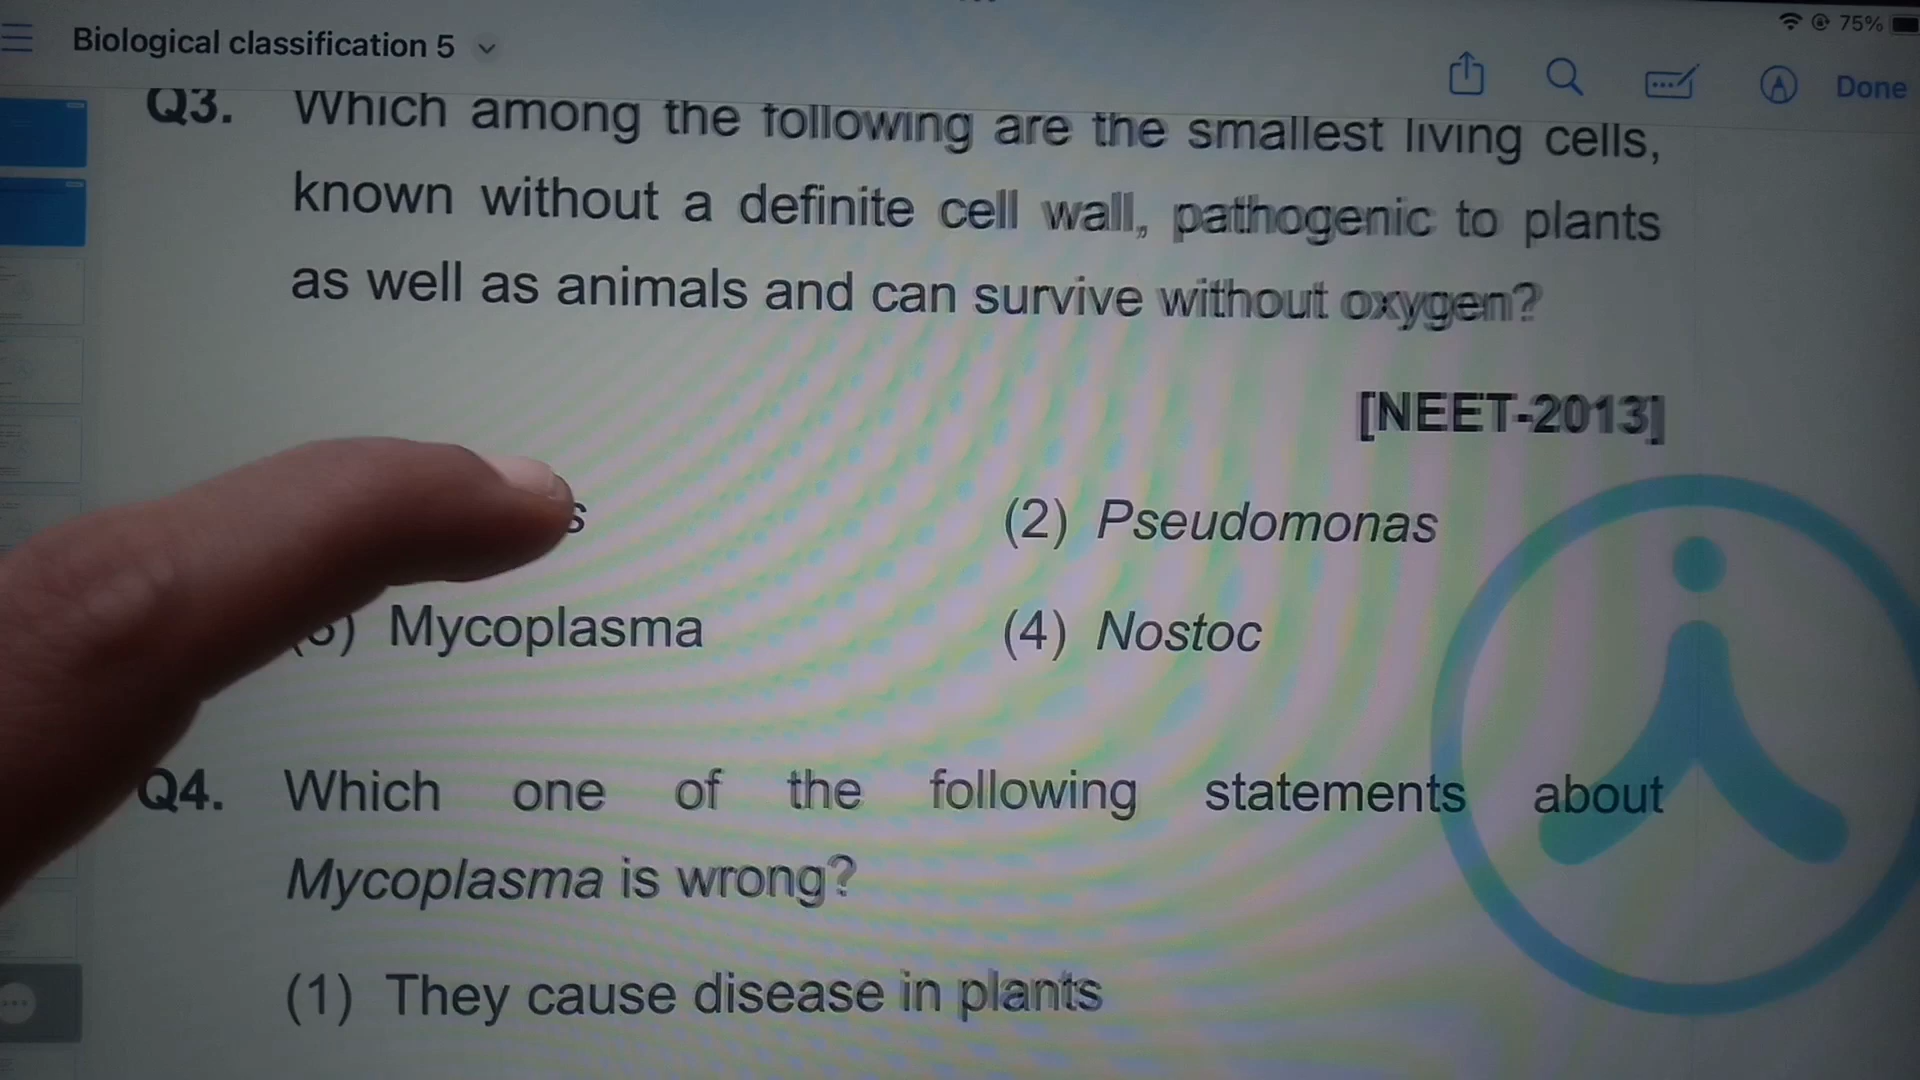 Biological classification 5
75%
Done
Q3. Which among the following are the smallest living cells,
known without a definite cell wall, pathogenic to plants
as well as animals and can survive without oxygen?
[NEET-2013]
(2) Pseudomonas
(3) Mycoplasma
(4) Nostoc
Q4. Which one of the following statements about
Mycoplasma is wrong?
(1) They cause disease in plants